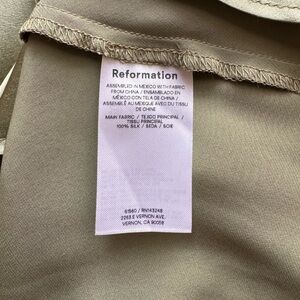 Reformation
ASSEMBLED IN MEXICO WITH FABRIC
FROM CHINA / ENSAMBLADO EN
MÉXICO CON TELA DE CHINA /
ASSEMBLÉ AU MEXIQUE AVEC DU TISSU
DE CHINE
MAIN FABRIC / TEJIDO PRINCIPAL /
TISSU PRINCIPAL
100% SILK / SEDA / SOIE
61560 / RN143248
2263 E VERNON AVE.
VERNON, CA 90058